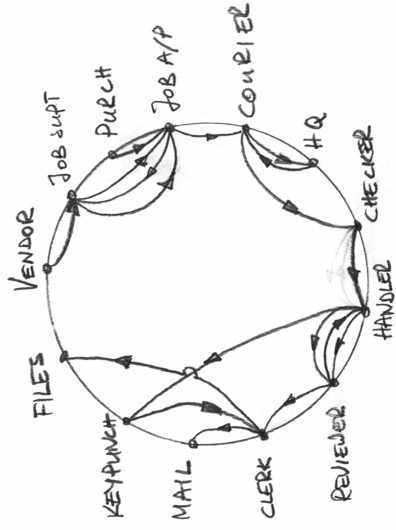 FILES
VENDOR
JOB SUPT
PURCH
JOB A/P
COURIER
HQ
CHECKER
HANDLER
REVIEWER
CLERK
MAIL
KEYPUNCH